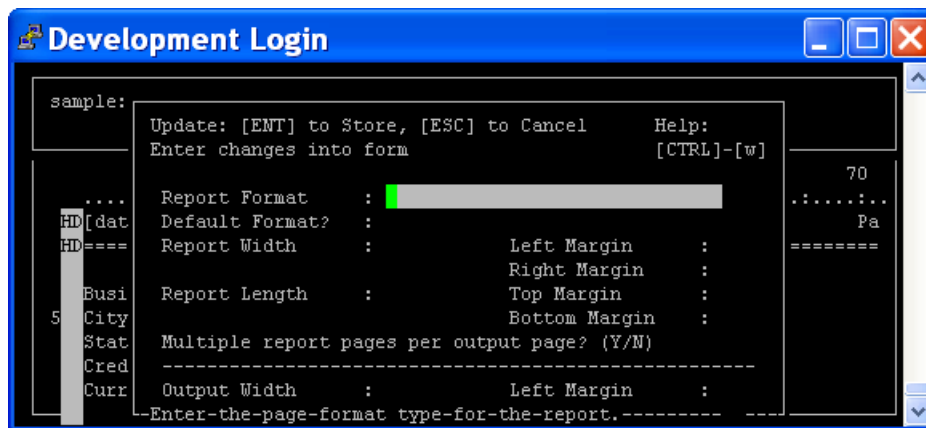 Development Login
sample:
Update: [ENT] to Store, [ESC] to Cancel Help:
Enter changes into form [CTRL]-[w]
70
.... Report Format : .:....:..
HD[dat Default Format? : Pa
HD==== Report Width : Left Margin : ========
Right Margin :
Busi Report Length : Top Margin :
5 City Bottom Margin :
Stat Multiple report pages per output page? (Y/N)
Cred ---------------------------------------------------
Curr Output Width : Left Margin :
-Enter-the-page-format type-for-the-report.--------- ----